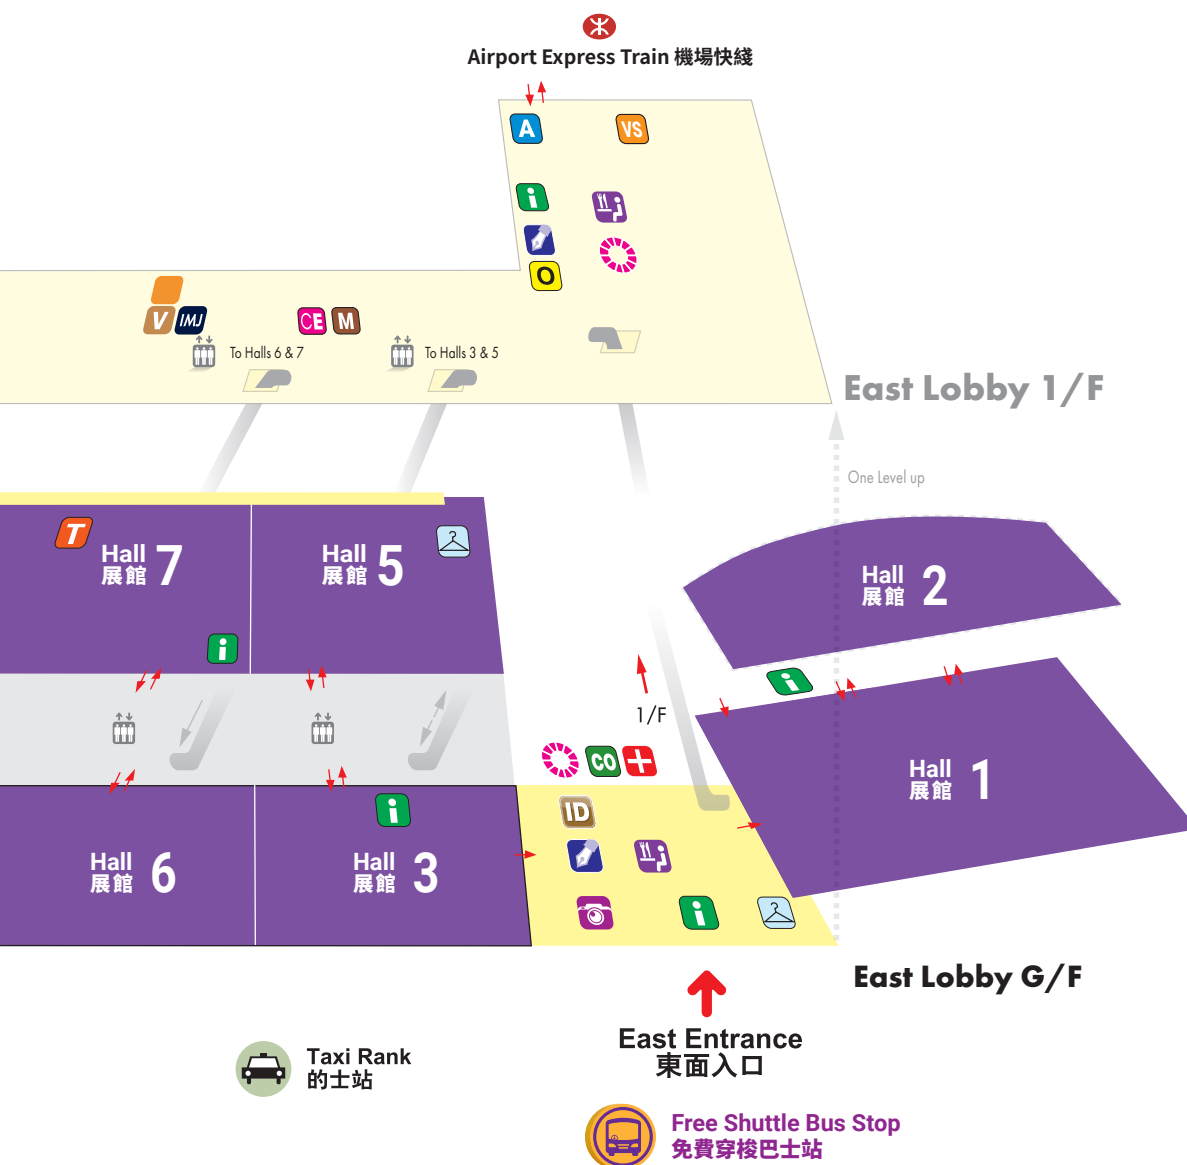 Airport Express Train 機場快綫
A
VS
i
O
V
IMJ
CE
M
To Halls 6 & 7
To Halls 3 & 5
East Lobby 1/F
One Level up
T
Hall
展館 7
Hall
展館 5
Hall
展館 2
i
i
1/F
CO
Hall
展館 1
i
ID
Hall
展館 6
Hall
展館 3
i
East Lobby G/F
East Entrance
東面入口
Taxi Rank
的士站
Free Shuttle Bus Stop
免費穿梭巴士站